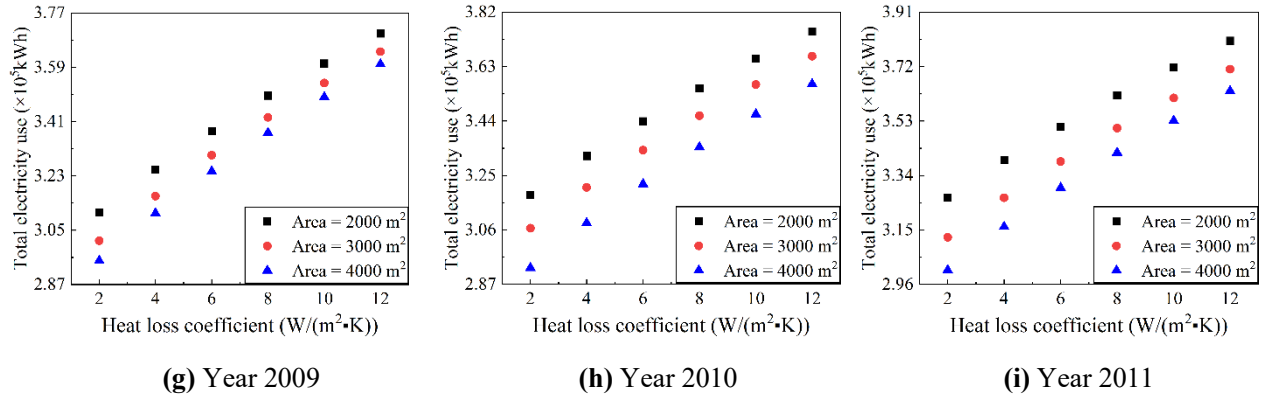 Total electricity use (×10⁵kWh)
3.77
3.59
3.41
3.23
3.05
2.87
Area = 2000 m²
Area = 3000 m²
Area = 4000 m²
2 4 6 8 10 12
Heat loss coefficient (W/(m²▪K))
(g) Year 2009
Total electricity use (×10⁵kWh)
3.82
3.63
3.44
3.25
3.06
2.87
Area = 2000 m²
Area = 3000 m²
Area = 4000 m²
2 4 6 8 10 12
Heat loss coefficient (W/(m²▪K))
(h) Year 2010
Total electricity use (×10⁵kWh)
3.91
3.72
3.53
3.34
3.15
2.96
Area = 2000 m²
Area = 3000 m²
Area = 4000 m²
2 4 6 8 10 12
Heat loss coefficient (W/(m²▪K))
(i) Year 2011